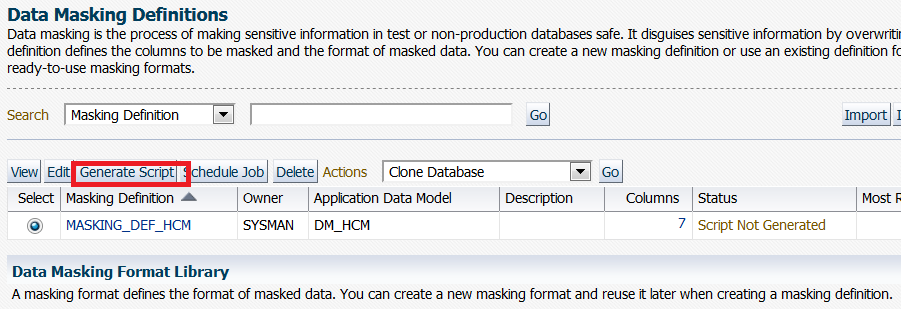 Data Masking Definitions
Data masking is the process of making sensitive information in test or non-production databases safe. It disguises sensitive information by overwriti
definition defines the columns to be masked and the format of masked data. You can create a new masking definition or use an existing definition fo
ready-to-use masking formats.
Search Masking Definition Go Import
View Edit Generate Script Schedule Job Delete Actions Clone Database Go
Select Masking Definition Owner Application Data Model Description Columns Status Most R
MASKING_DEF_HCM SYSMAN DM_HCM 7 Script Not Generated
Data Masking Format Library
A masking format defines the format of masked data. You can create a new masking format and reuse it later when creating a masking definition.